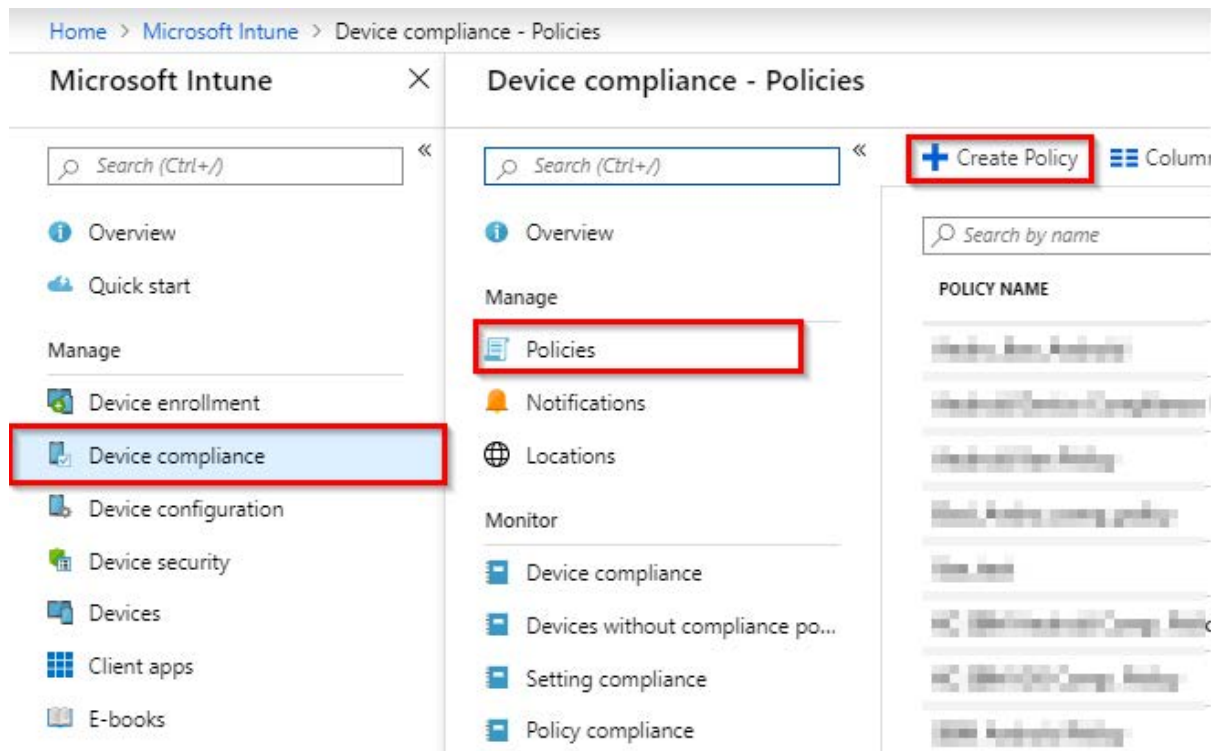 Home > Microsoft Intune > Device compliance - Policies
Microsoft Intune
Search (Ctrl+/)
Overview
Quick start
Manage
Device enrollment
Device compliance
Device configuration
Device security
Devices
Client apps
E-books
Device compliance - Policies
Search (Ctrl+/)
Overview
Manage
Policies
Notifications
Locations
Monitor
Device compliance
Devices without compliance po...
Setting compliance
Policy compliance
Create Policy
Search by name
POLICY NAME